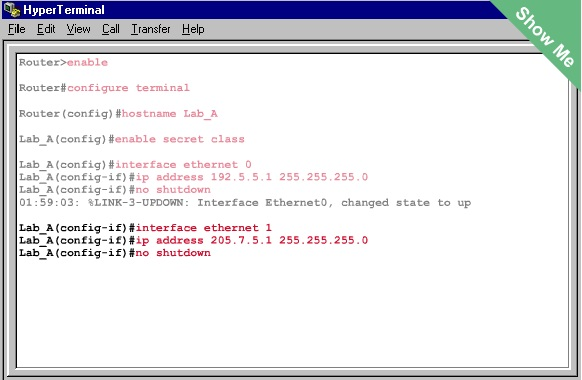 HyperTerminal
File Edit View Call Transfer Help
Show Me
Router>enable
Router#configure terminal
Router(config)#hostname Lab_A
Lab_A(config)#enable secret class
Lab_A(config)#interface ethernet 0
Lab_A(config-if)#ip address 192.5.5.1 255.255.255.0
Lab_A(config-if)#no shutdown
01:59:03: %LINK-3-UPDOWN: Interface Ethernet0, changed state to up
Lab_A(config-if)#interface ethernet 1
Lab_A(config-if)#ip address 205.7.5.1 255.255.255.0
Lab_A(config-if)#no shutdown